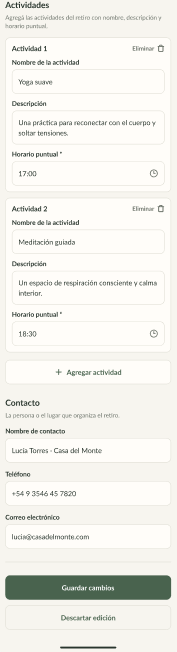 Actividades
Agregá las actividades del retiro con nombre, descripción y
horario puntual.
Actividad 1
Eliminar
Nombre de la actividad
Yoga suave
Descripción
Una práctica para reconectar con el cuerpo y
soltar tensiones.
Horario puntual *
17:00
Actividad 2
Eliminar
Nombre de la actividad
Meditación guiada
Descripción
Un espacio de respiración consciente y calma
interior.
Horario puntual *
18:30
+ Agregar actividad
Contacto
La persona o el lugar que organiza el retiro.
Nombre de contacto
Lucía Torres · Casa del Monte
Teléfono
+54 9 3546 45 7820
Correo electrónico
lucia@casadelmonte.com
Guardar cambios
Descartar edición